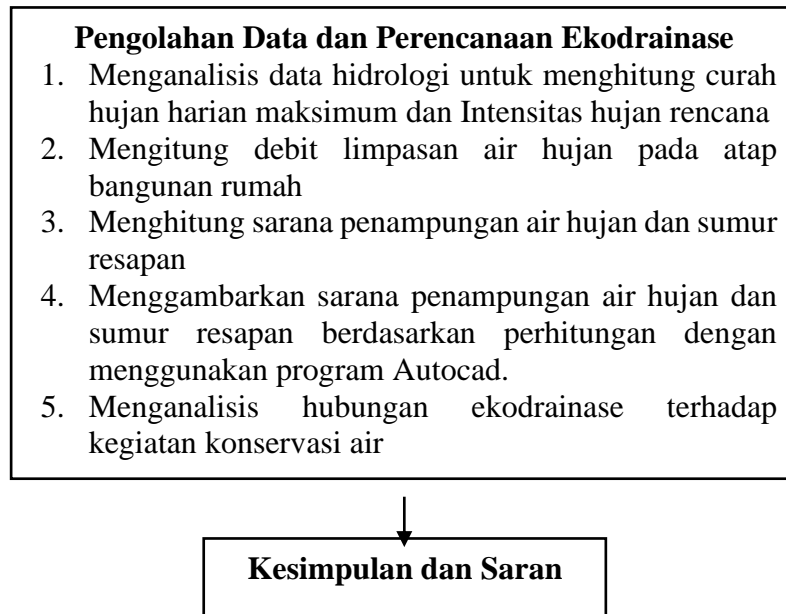 Pengolahan Data dan Perencanaan Ekodrainase
1. Menganalisis data hidrologi untuk menghitung curah
hujan harian maksimum dan Intensitas hujan rencana
2. Mengitung debit limpasan air hujan pada atap
bangunan rumah
3. Menghitung sarana penampungan air hujan dan sumur
resapan
4. Menggambarkan sarana penampungan air hujan dan
sumur resapan berdasarkan perhitungan dengan
menggunakan program Autocad.
5. Menganalisis hubungan ekodrainase terhadap
kegiatan konservasi air
Kesimpulan dan Saran